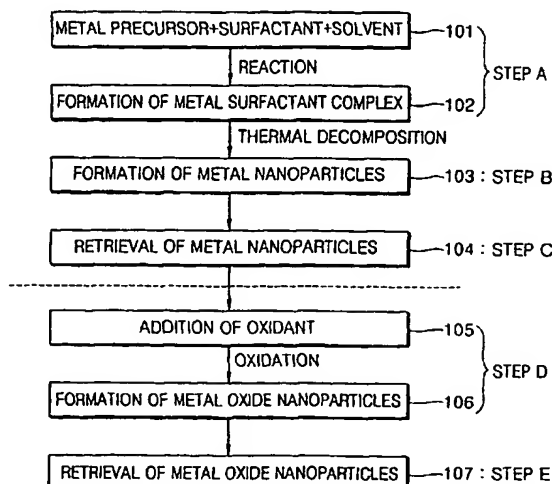 METAL PRECURSOR+SURFACTANT+SOLVENT 101
REACTION
STEP A
FORMATION OF METAL SURFACTANT COMPLEX 102
THERMAL DECOMPOSITION
FORMATION OF METAL NANOPARTICLES 103 : STEP B
RETRIEVAL OF METAL NANOPARTICLES 104 : STEP C
ADDITION OF OXIDANT 105
OXIDATION
STEP D
FORMATION OF METAL OXIDE NANOPARTICLES 106
RETRIEVAL OF METAL OXIDE NANOPARTICLES 107 : STEP E